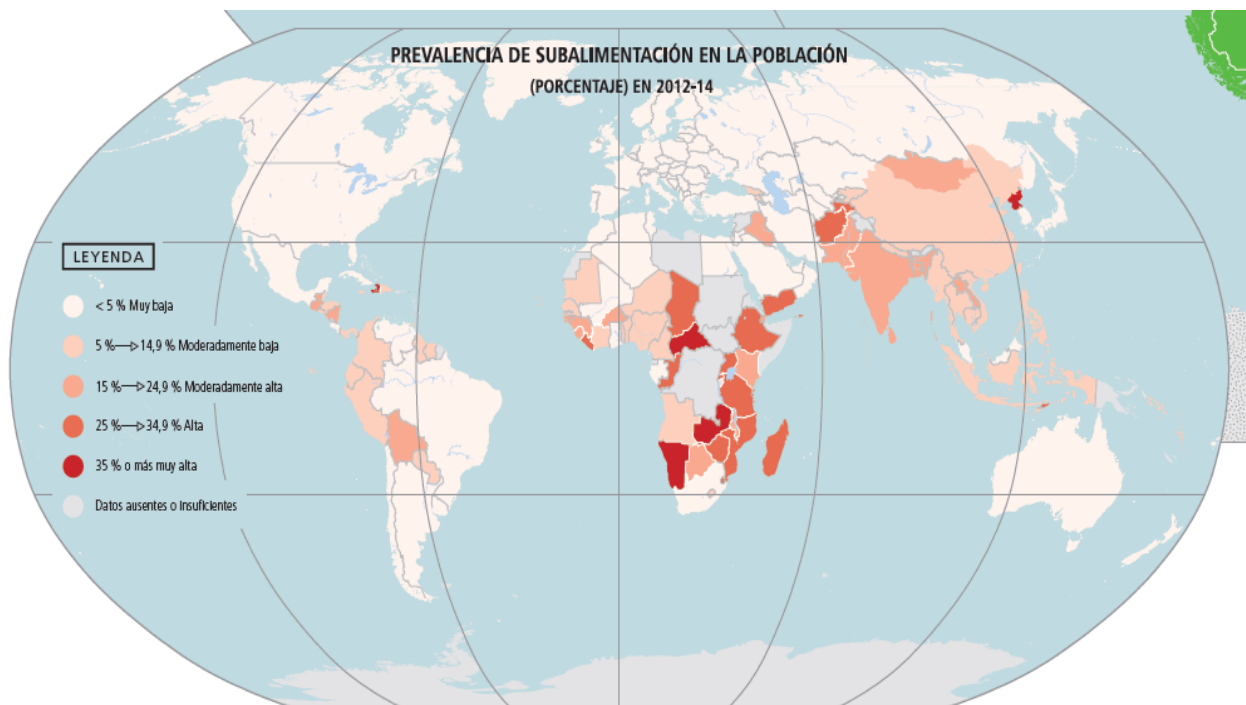 PREVALENCIA DE SUBALIMENTACIÓN EN LA POBLACIÓN
(PORCENTAJE) EN 2012-14
LEYENDA
< 5 % Muy baja
5 %—▷14,9 % Moderadamente baja
15 %—▷24,9 % Moderadamente alta
25 %—▷34,9 % Alta
35 % o más muy alta
Datos ausentes o Insuficientes